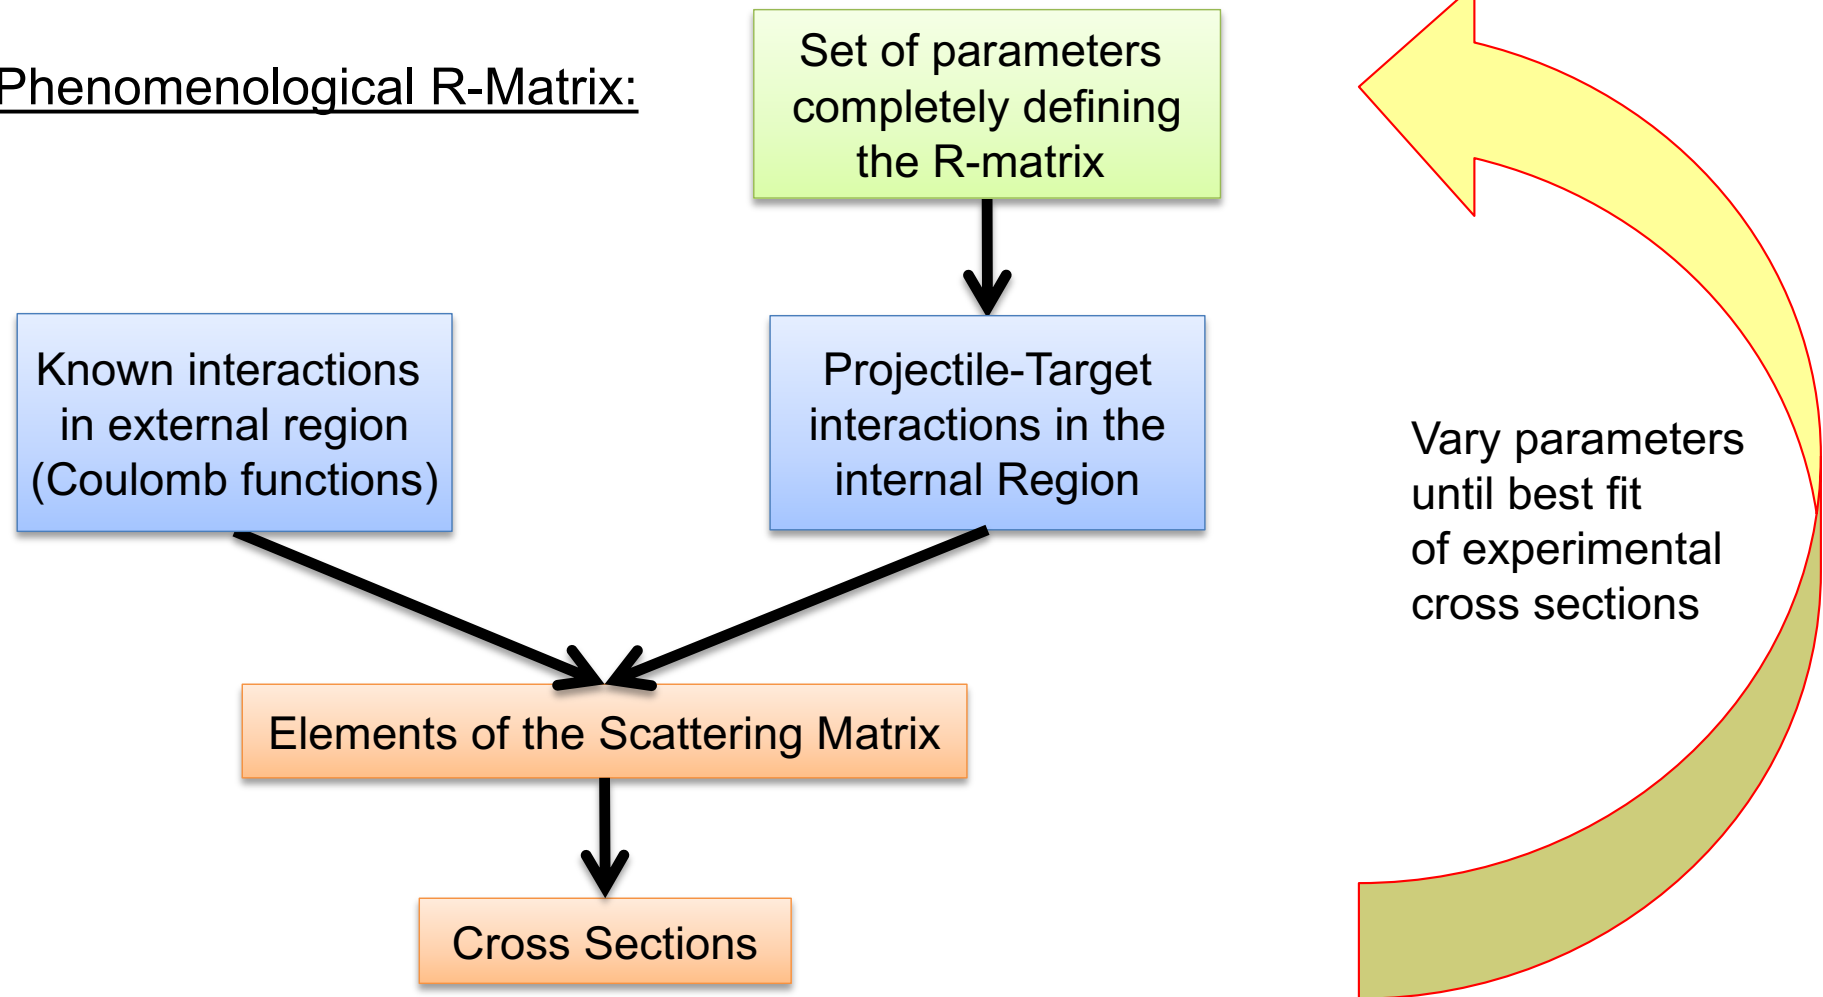 Phenomenological R-Matrix:
Set of parameters
completely defining
the R-matrix
Known interactions
in external region
(Coulomb functions)
Projectile-Target
interactions in the
internal Region
Vary parameters
until best fit
of experimental
cross sections
Elements of the Scattering Matrix
Cross Sections